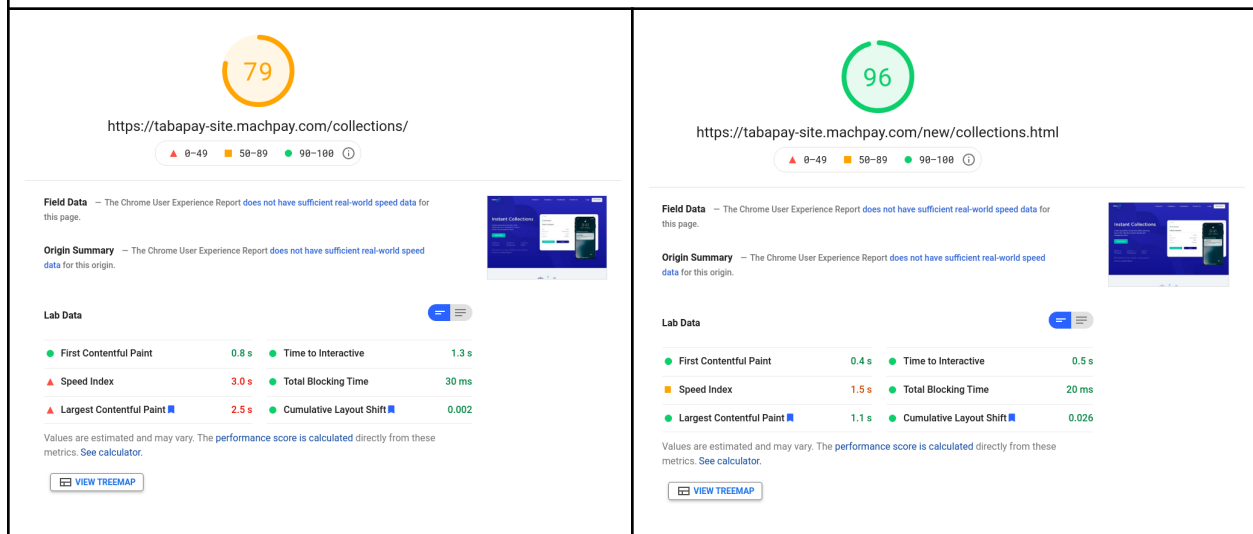 79
https://tabapay-site.machpay.com/collections/
0–49 50–89 90–100
Field Data — The Chrome User Experience Report does not have sufficient real-world speed data for
this page.
Origin Summary — The Chrome User Experience Report does not have sufficient real-world speed
data for this origin.
Instant Collections
Lab Data
First Contentful Paint 0.8 s Time to Interactive 1.3 s
Speed Index 3.0 s Total Blocking Time 30 ms
Largest Contentful Paint 2.5 s Cumulative Layout Shift 0.002
Values are estimated and may vary. The performance score is calculated directly from these
metrics. See calculator.
VIEW TREEMAP
96
https://tabapay-site.machpay.com/new/collections.html
0–49 50–89 90–100
Field Data — The Chrome User Experience Report does not have sufficient real-world speed data for
this page.
Origin Summary — The Chrome User Experience Report does not have sufficient real-world speed
data for this origin.
Instant Collections
Lab Data
First Contentful Paint 0.4 s Time to Interactive 0.5 s
Speed Index 1.5 s Total Blocking Time 20 ms
Largest Contentful Paint 1.1 s Cumulative Layout Shift 0.026
Values are estimated and may vary. The performance score is calculated directly from these
metrics. See calculator.
VIEW TREEMAP